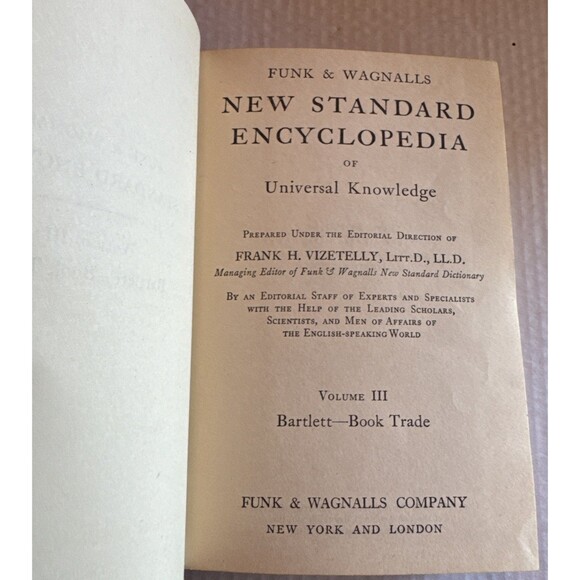 FUNK & WAGNALLS
NEW STANDARD
ENCYCLOPEDIA
OF
Universal Knowledge
PREPARED UNDER THE EDITORIAL DIRECTION OF
FRANK H. VIZETELLY, LITT.D., LL.D.
Managing Editor of Funk & Wagnalls New Standard Dictionary
BY AN EDITORIAL STAFF OF EXPERTS AND SPECIALISTS
WITH THE HELP OF THE LEADING SCHOLARS,
SCIENTISTS, AND MEN OF AFFAIRS OF
THE ENGLISH-SPEAKING WORLD
VOLUME III
Bartlett—Book Trade
FUNK & WAGNALLS COMPANY
NEW YORK AND LONDON